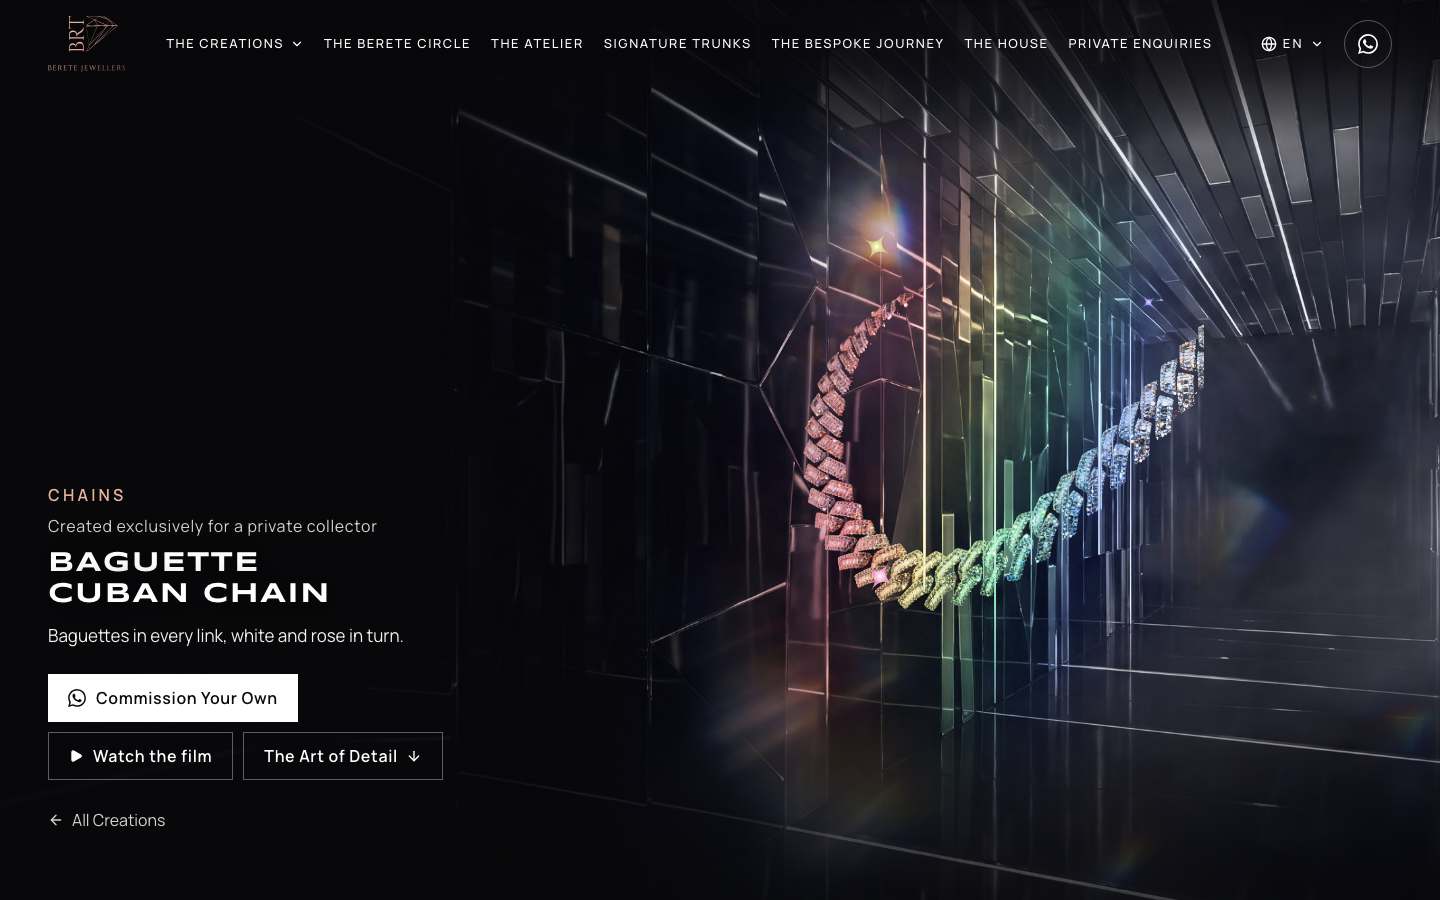 BRT
BERETE JEWELLERS
THE CREATIONS
THE BERETE CIRCLE
THE ATELIER
SIGNATURE TRUNKS
THE BESPOKE JOURNEY
THE HOUSE
PRIVATE ENQUIRIES
EN
CHAINS
Created exclusively for a private collector
BAGUETTE
CUBAN CHAIN
Baguettes in every link, white and rose in turn.
Commission Your Own
Watch the film
The Art of Detail
All Creations